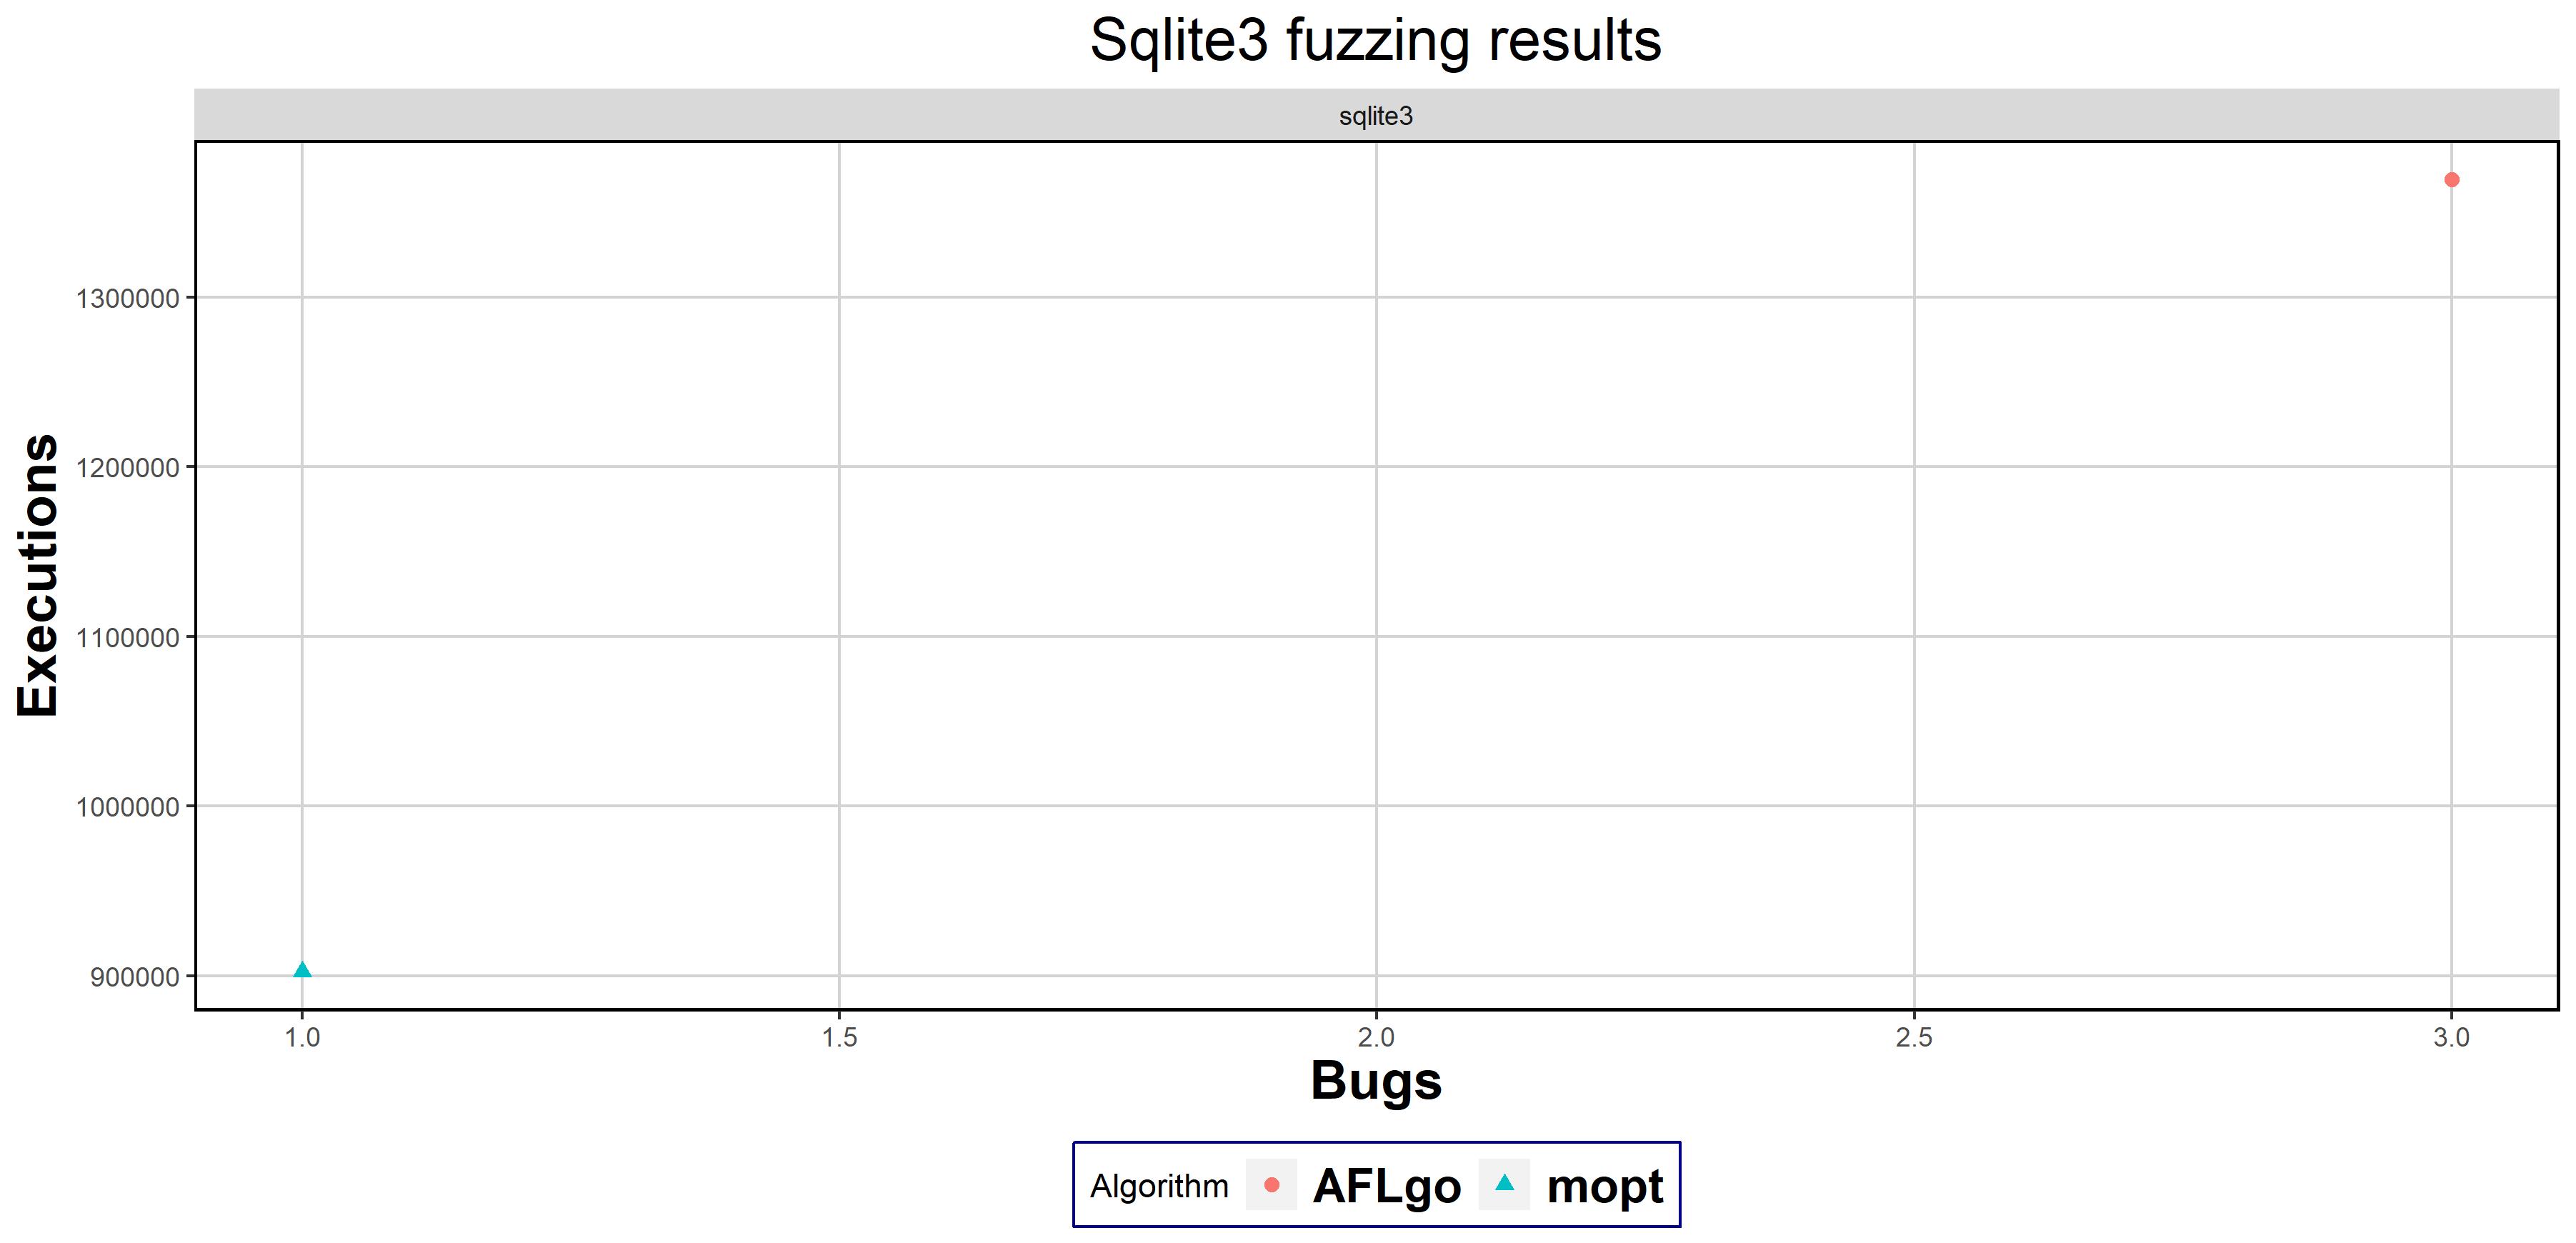 Sqlite3 fuzzing results
sqlite3
Executions
1300000
1200000
1100000
1000000
900000
1.0 1.5 2.0 2.5 3.0
Bugs
Algorithm AFLgo mopt